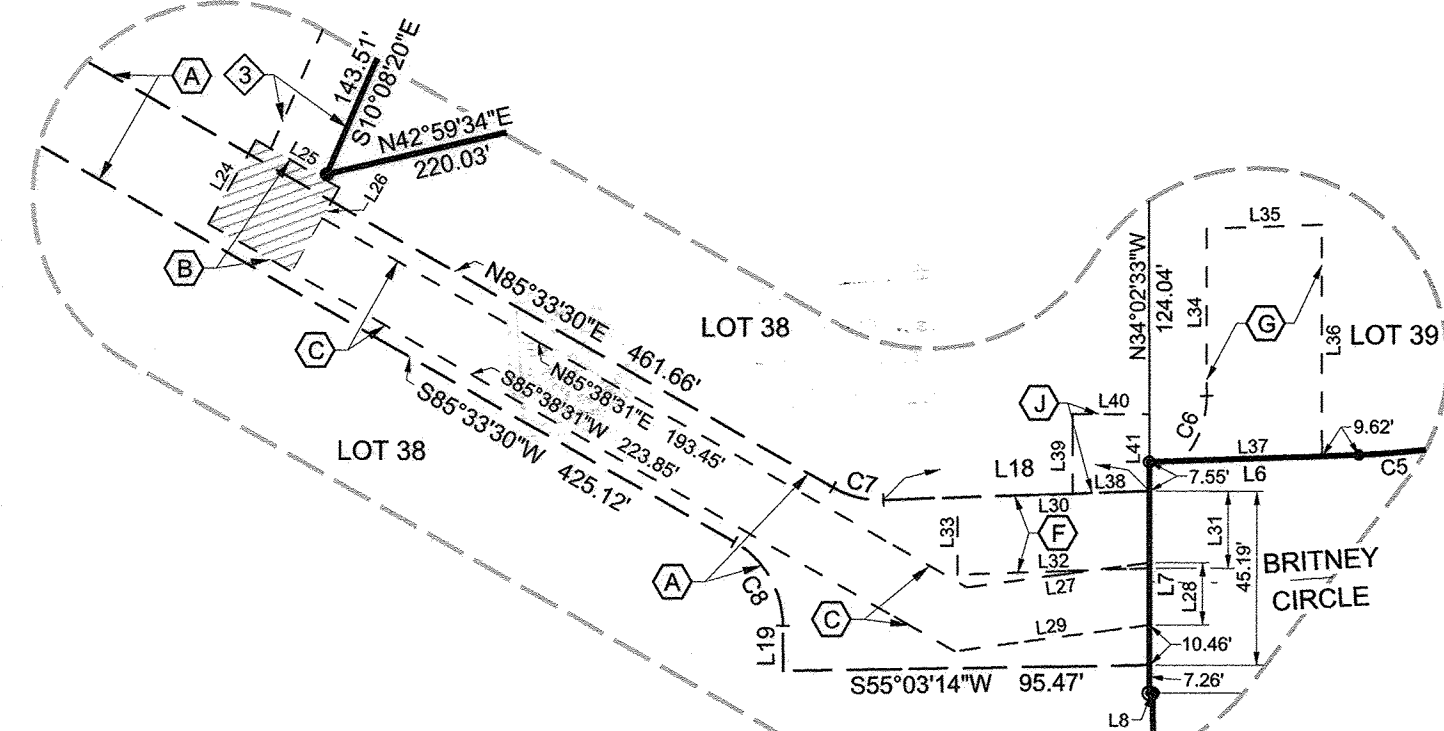 A
3
143.51'
S10°08'20"E
N42°59'34"E
220.03'
L24
L25
L26
B
C
N85°33'30"E 461.66'
N85°38'31"E 193.45'
S85°38'31"W 223.85'
S85°33'30"W 425.12'
LOT 38
LOT 38
N34°02'33"W
124.04'
L35
L34
G
L36
LOT 39
J
L40
C6
L39
L41
L37
9.62'
L6
C5
C7
L18
L38
7.55'
L30
L33
F
L31
45.19'
BRITNEY
CIRCLE
L32
L27
L7
L28
A
C8
C
L29
L19
10.46'
S55°03'14"W 95.47'
7.26'
L8